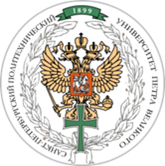 1899
САНКТ-ПЕТЕРБУРГСКИЙ ПОЛИТЕХНИЧЕСКИЙ УНИВЕРСИТЕТ ПЕТРА ВЕЛИКОГО